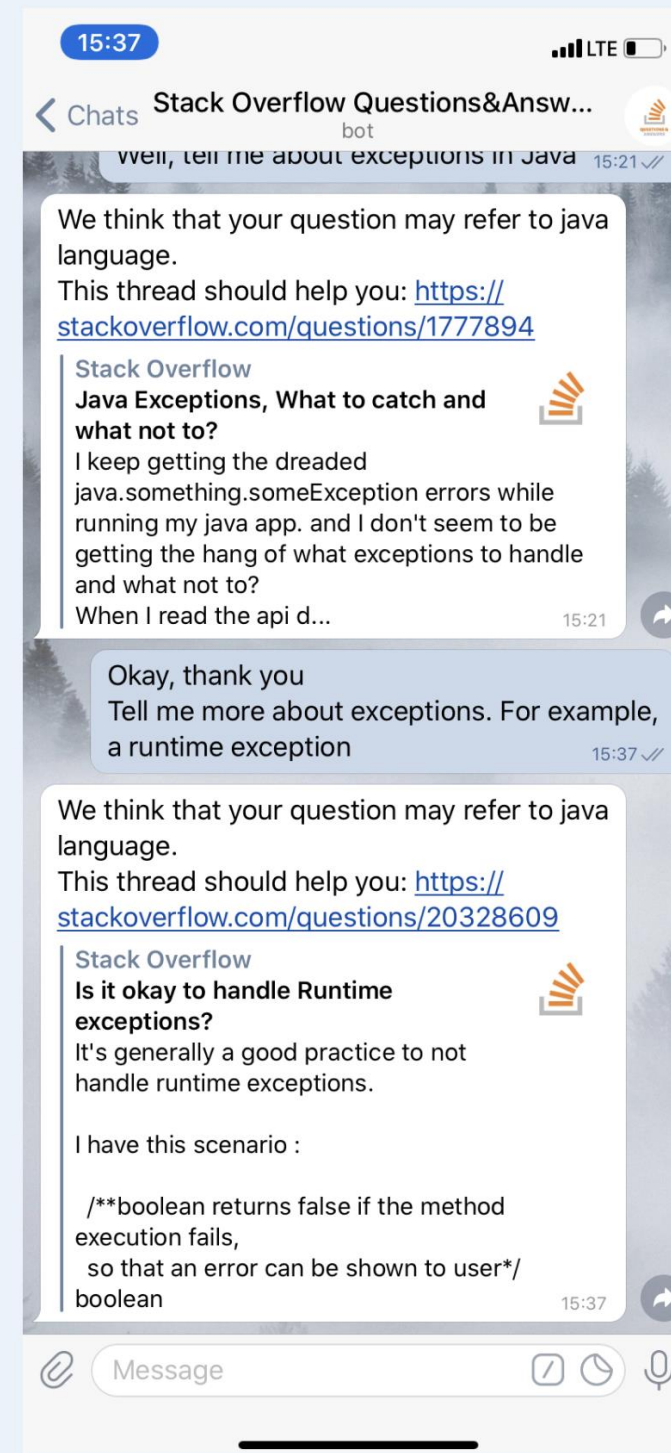 15:37
LTE
Chats
Stack Overflow Questions&Answ...
bot
Well, tell me about exceptions in Java 15:21
We think that your question may refer to java
language.
This thread should help you: https://
stackoverflow.com/questions/1777894
Stack Overflow
Java Exceptions, What to catch and
what not to?
I keep getting the dreaded
java.something.someException errors while
running my java app. and I don't seem to be
getting the hang of what exceptions to handle
and what not to?
When I read the api d...
15:21
Okay, thank you
Tell me more about exceptions. For example,
a runtime exception
15:37
We think that your question may refer to java
language.
This thread should help you: https://
stackoverflow.com/questions/20328609
Stack Overflow
Is it okay to handle Runtime
exceptions?
It's generally a good practice to not
handle runtime exceptions.
I have this scenario :
/**boolean returns false if the method
execution fails,
so that an error can be shown to user*/
boolean
15:37
Message